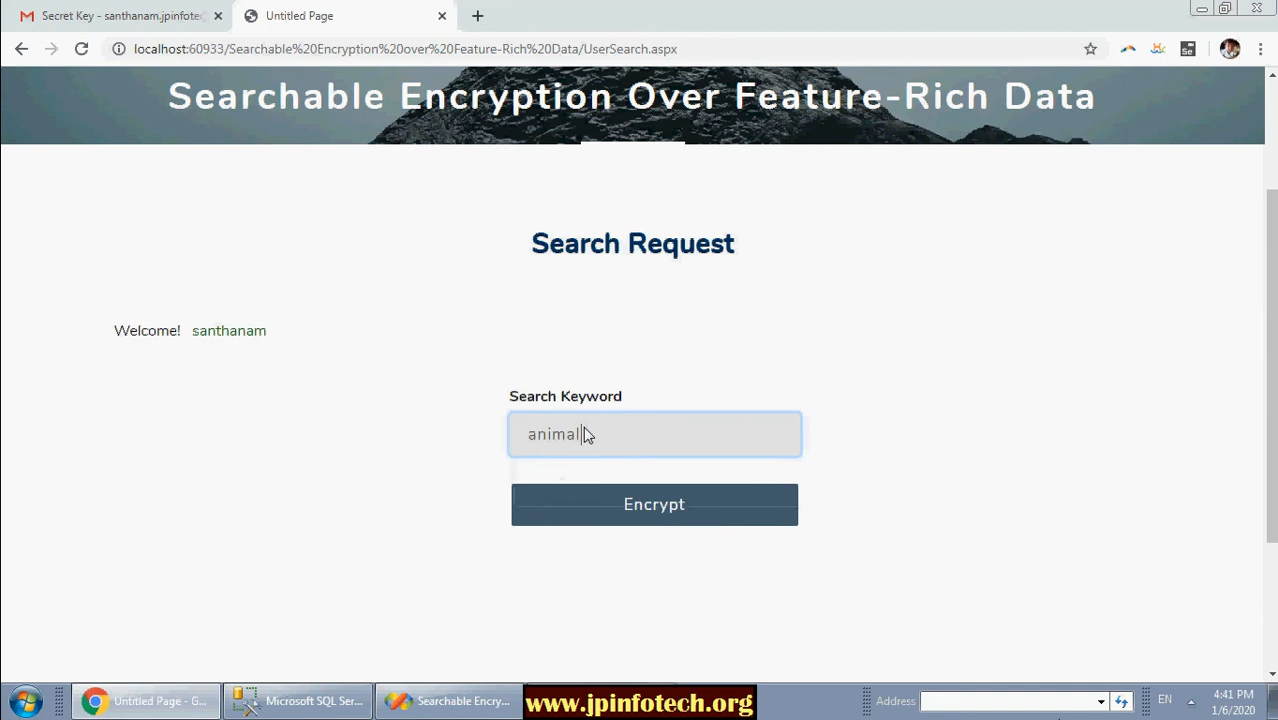 Secret Key - santhanam.jpinfotec
Untitled Page
localhost:60933/Searchable%20Encryption%20over%20Feature-Rich%20Data/UserSearch.aspx
Se
Searchable Encryption Over Feature-Rich Data
Search Request
Welcome! santhanam
Search Keyword
animal
Encrypt
Untitled Page - G...
Microsoft SQL Ser...
Searchable Encry...
www.jpinfotech.org
Address
EN
4:41 PM
1/6/2020